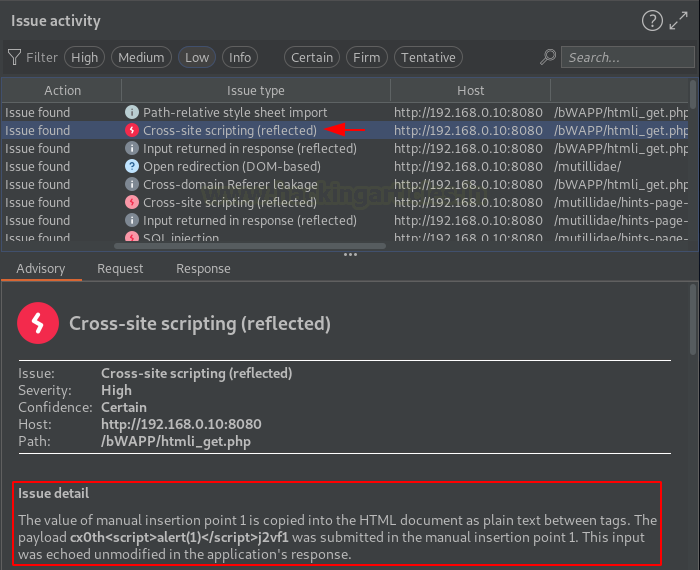 Issue activity
Filter High Medium Low Info Certain Firm Tentative Search...
Action Issue type Host
Issue found Path-relative style sheet import http://192.168.0.10:8080 /bWAPP/htmli_get.php
Issue found Cross-site scripting (reflected) http://192.168.0.10:8080 /bWAPP/htmli_get.php
Issue found Input returned in response (reflected) http://192.168.0.10:8080 /bWAPP/htmli_get.php
Issue found Open redirection (DOM-based) http://192.168.0.10:8080 /mutillidae/
Issue found Cross-domain Referer leakage http://192.168.0.10:8080 /bWAPP/htmli_get.php
Issue found Cross-site scripting (reflected) http://192.168.0.10:8080 /mutillidae/hints-page-
Issue found Input returned in response (reflected) http://192.168.0.10:8080 /mutillidae/hints-page-
Issue found SQL injection http://192.168.0.10:8080 /mutillidae/hints-page-
Advisory Request Response
Cross-site scripting (reflected)
Issue: Cross-site scripting (reflected)
Severity: High
Confidence: Certain
Host: http://192.168.0.10:8080
Path: /bWAPP/htmli_get.php
Issue detail
The value of manual insertion point 1 is copied into the HTML document as plain text between tags. The
payload cx0th<script>alert(1)</script>j2vf1 was submitted in the manual insertion point 1. This input
was echoed unmodified in the application's response.